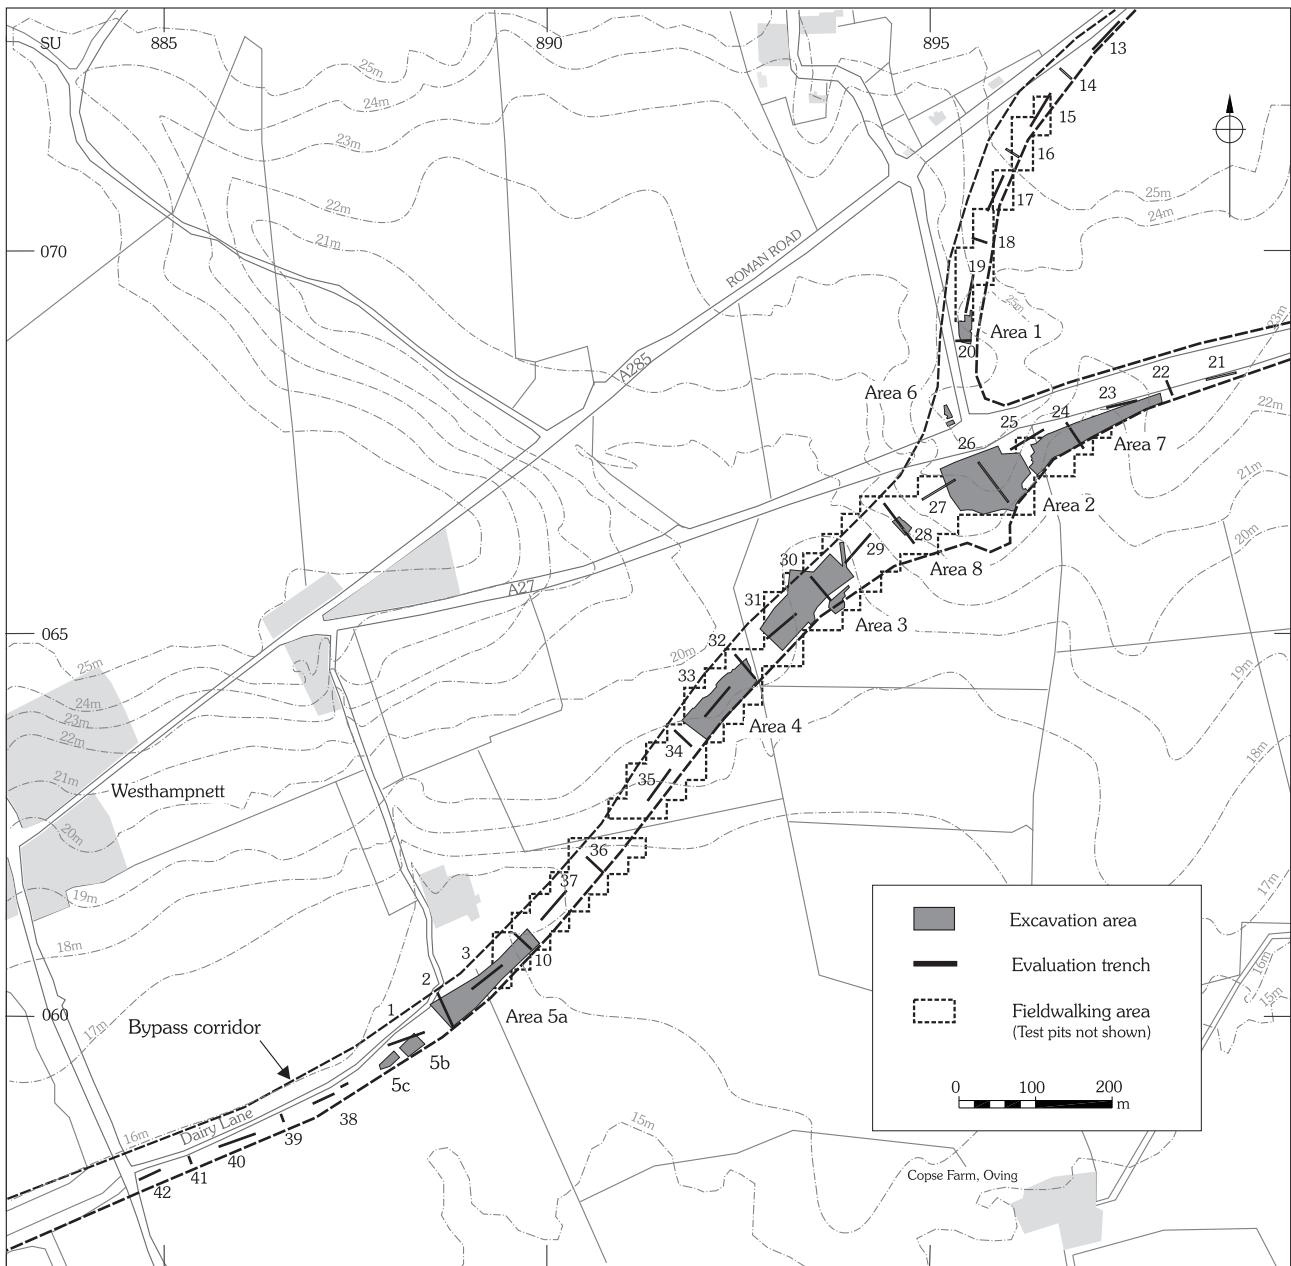 SU
885
890
895
13
14
15
16
17
18
19
20
25m
24m
23m
22m
21m
25m
24m
25m
23m
22m
21m
20m
19m
18m
17m
16m
15m
070
065
060
ROMAN ROAD
A285
A27
Area 1
Area 6
21
22
23
24
25
26
27
28
29
30
31
32
33
34
35
36
37
Area 7
Area 2
Area 8
Area 3
Area 4
20m
25m
24m
23m
22m
21m
20m
19m
18m
17m
16m
15m
Westhampnett
3
2
1
10
Area 5a
5b
5c
Bypass corridor
Dairy Lane
38
39
40
41
42
Excavation area
Evaluation trench
Fieldwalking area
(Test pits not shown)
0 100 200
m
Copse Farm, Oving